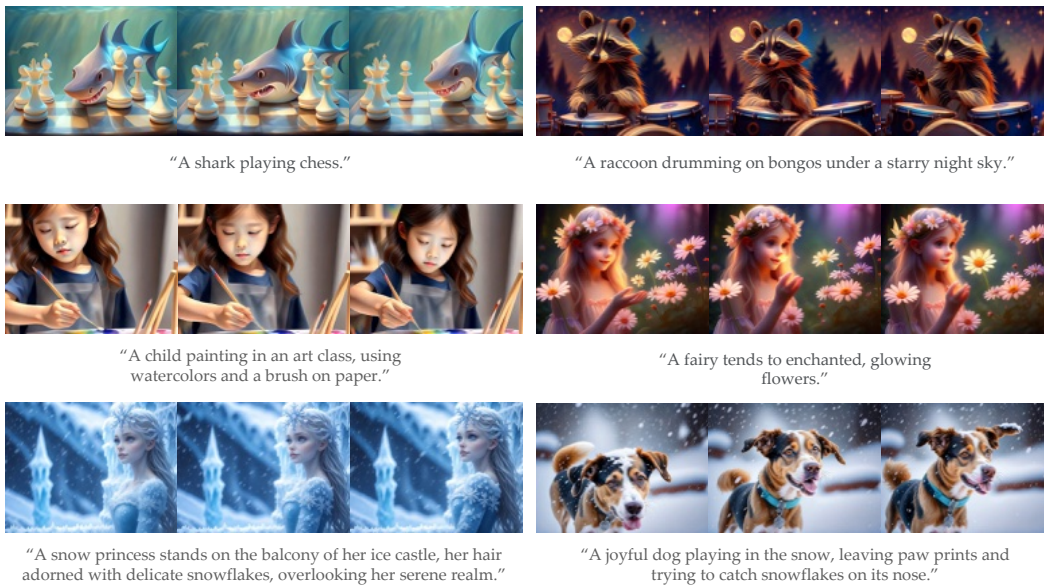 “A shark playing chess.”
“A raccoon drumming on bongos under a starry night sky.”
“A child painting in an art class, using
watercolors and a brush on paper.”
“A fairy tends to enchanted, glowing
flowers.”
“A snow princess stands on the balcony of her ice castle, her hair
adorned with delicate snowflakes, overlooking her serene realm.”
“A joyful dog playing in the snow, leaving paw prints and
trying to catch snowflakes on its nose.”